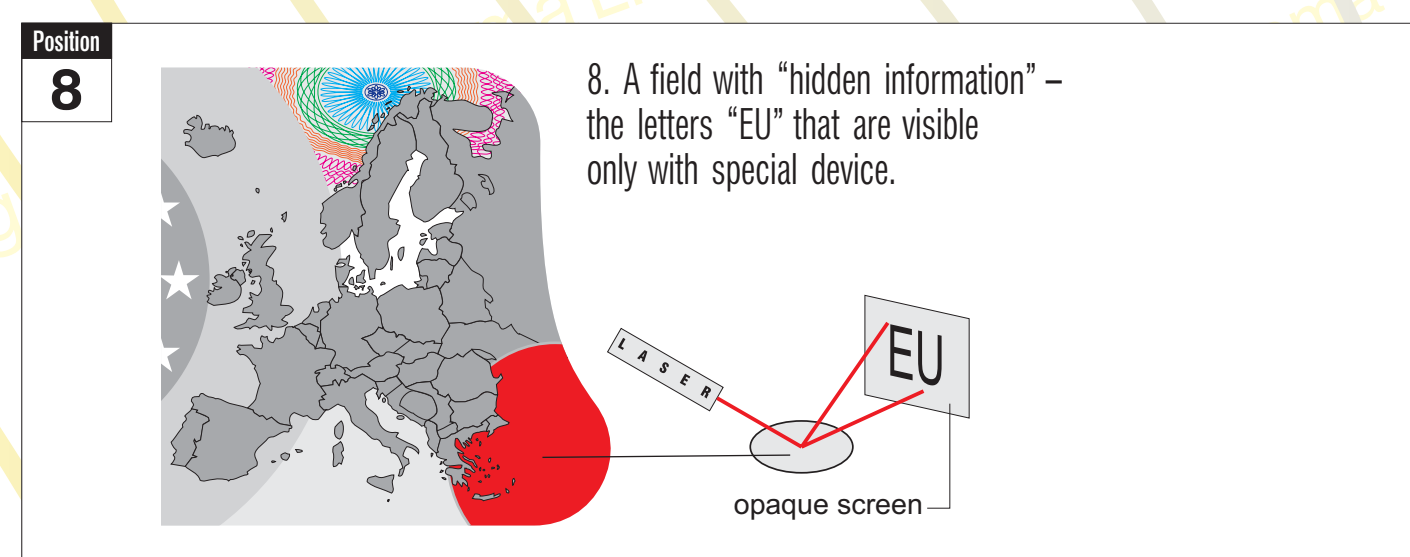 Position
8
8. A field with “hidden information” –
the letters “EU” that are visible
only with special device.
LASER
EU
opaque screen